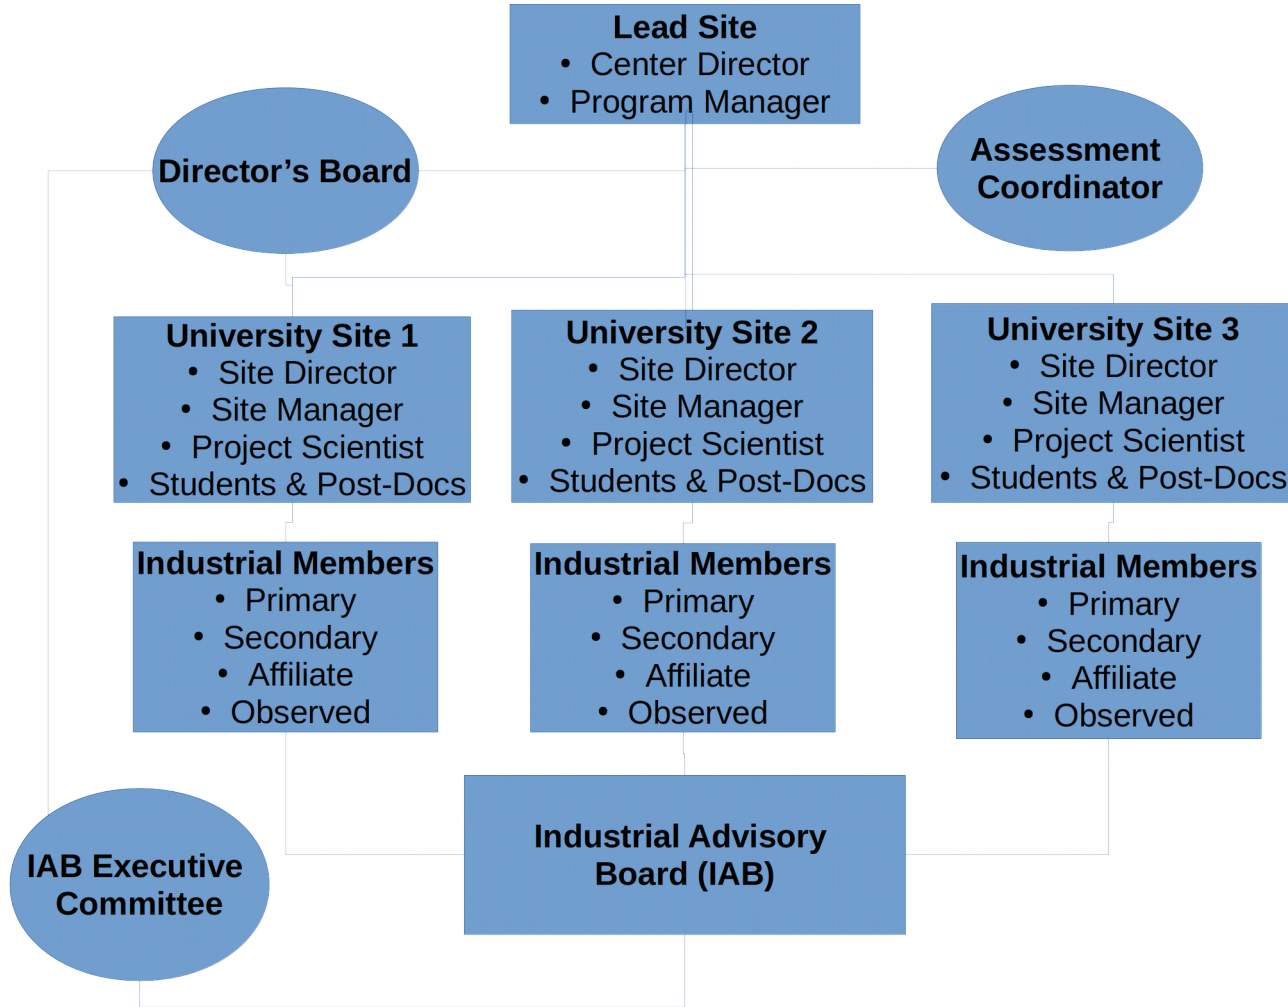 Lead Site
• Center Director
• Program Manager
Director’s Board
Assessment
Coordinator
University Site 1
• Site Director
• Site Manager
• Project Scientist
• Students & Post-Docs
University Site 2
• Site Director
• Site Manager
• Project Scientist
• Students & Post-Docs
University Site 3
• Site Director
• Site Manager
• Project Scientist
• Students & Post-Docs
Industrial Members
• Primary
• Secondary
• Affiliate
• Observed
Industrial Members
• Primary
• Secondary
• Affiliate
• Observed
Industrial Members
• Primary
• Secondary
• Affiliate
• Observed
IAB Executive
Committee
Industrial Advisory
Board (IAB)